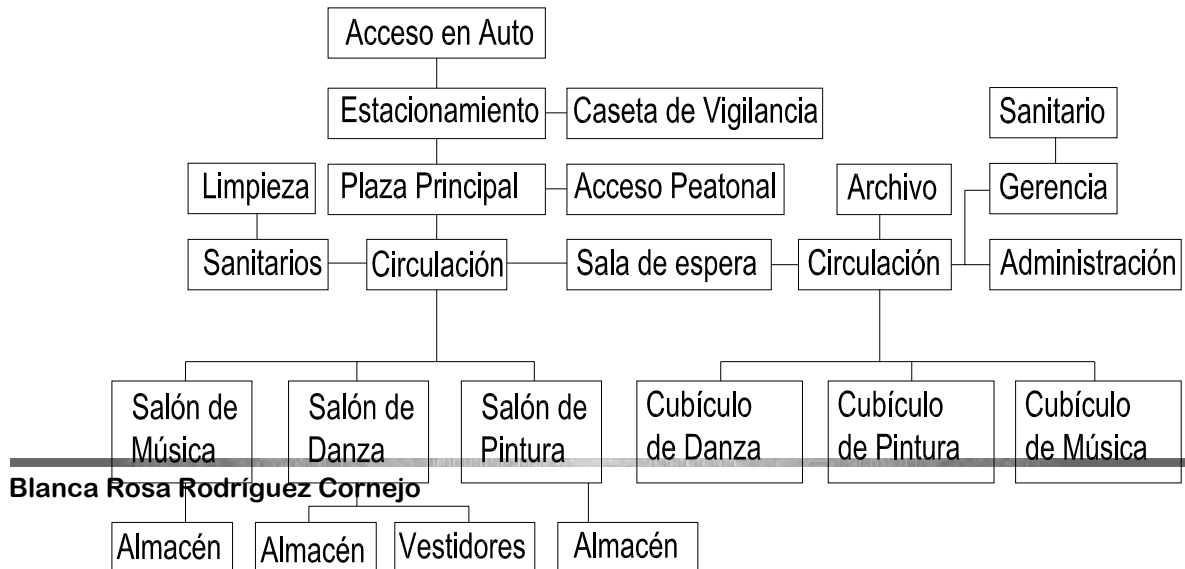 Acceso en Auto
Estacionamiento
Caseta de Vigilancia
Sanitario
Limpieza
Plaza Principal
Acceso Peatonal
Archivo
Gerencia
Sanitarios
Circulación
Sala de espera
Circulación
Administración
Salón de
Música
Salón de
Danza
Salón de
Pintura
Cubículo
de Danza
Cubículo
de Pintura
Cubículo
de Música
Blanca Rosa Rodríguez Cornejo
Almacén
Almacén
Vestidores
Almacén